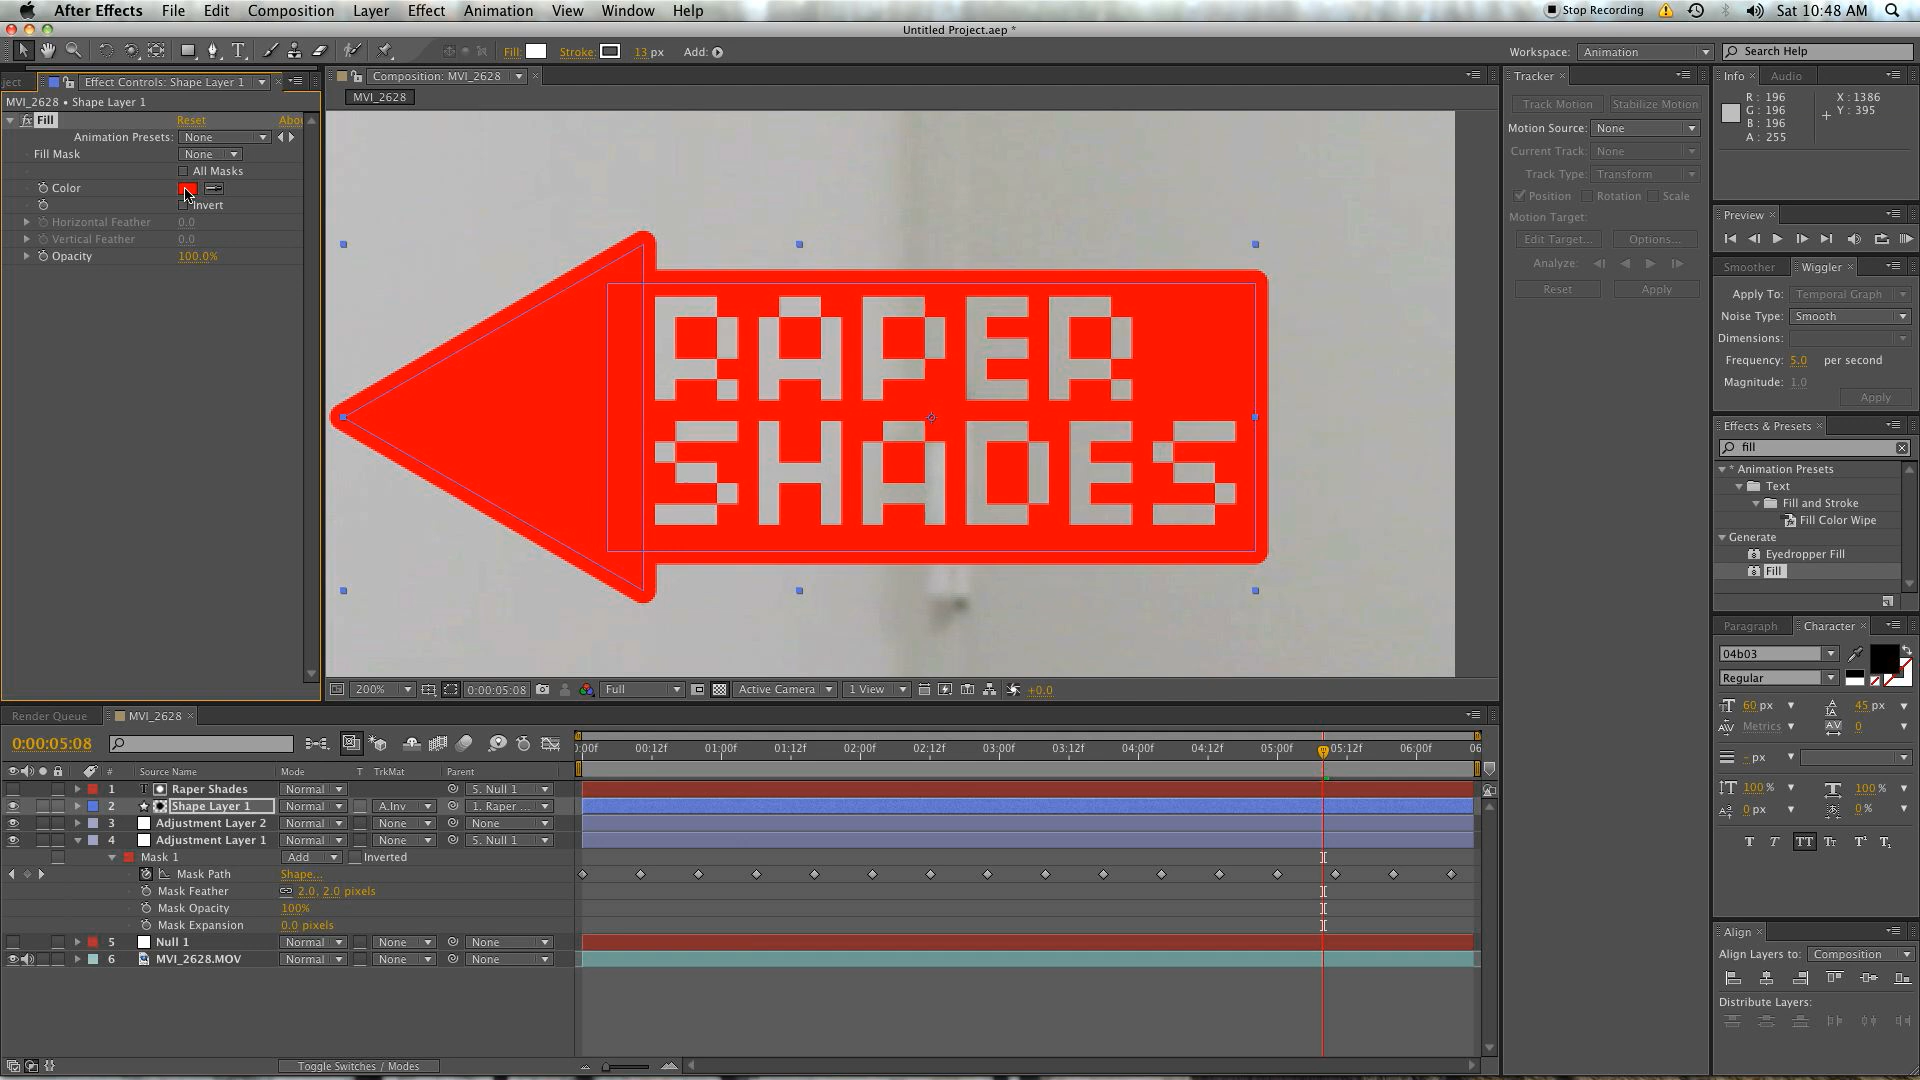 After Effects File Edit Composition Layer Effect Animation View Window Help
Stop Recording
Sat 10:48 AM
Untitled Project.aep *
Fill: Stroke: 13 px Add:
Workspace: Animation
Search Help
ject Effect Controls: Shape Layer 1
MVI_2628 • Shape Layer 1
fx Fill Reset Abou
Animation Presets: None
Fill Mask None
All Masks
Color
Invert
Horizontal Feather 0.0
Vertical Feather 0.0
Opacity 100.0%
Composition: MVI_2628
MVI_2628
RAPER
SHADES
200% 0:00:05:08 Full Active Camera 1 View +0.0
Tracker
Track Motion Stabilize Motion
Motion Source: None
Current Track: None
Track Type: Transform
Position Rotation Scale
Motion Target:
Edit Target... Options...
Analyze:
Reset Apply
Info Audio
R : 196 X : 1386
G : 196 Y : 395
B : 196
A : 255
Preview
Smoother Wiggler
Apply To: Temporal Graph
Noise Type: Smooth
Dimensions:
Frequency: 5.0 per second
Magnitude: 1.0
Apply
Effects & Presets
fill
* Animation Presets
Text
Fill and Stroke
Fill Color Wipe
Generate
Eyedropper Fill
Fill
Paragraph Character
04b03
Regular
60 px 45 px
Metrics 0
- px
100 % 100 %
0 px 0 %
T T TT Tr T¹ T₁
Align
Align Layers to: Composition
Distribute Layers:
Render Queue MVI_2628
0:00:05:08
):00f 00:12f 01:00f 01:12f 02:00f 02:12f 03:00f 03:12f 04:00f 04:12f 05:00f 05:12f 06:00f 06
# Source Name Mode T TrkMat Parent
1 T Raper Shades Normal 5. Null 1
2 Shape Layer 1 Normal A.Inv 1. Raper ...
3 Adjustment Layer 2 Normal None None
4 Adjustment Layer 1 Normal None 5. Null 1
Mask 1 Add Inverted
Mask Path Shape...
Mask Feather 2.0, 2.0 pixels
Mask Opacity 100%
Mask Expansion 0.0 pixels
5 Null 1 Normal None None
6 MVI_2628.MOV Normal None None
Toggle Switches / Modes